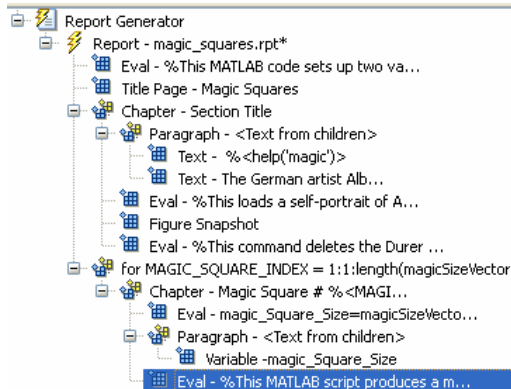 Report Generator
Report - magic_squares.rpt*
Eval - %This MATLAB code sets up two va...
Title Page - Magic Squares
Chapter - Section Title
Paragraph - <Text from children>
Text - %<help('magic')>
Text - The German artist Alb...
Eval - %This loads a self-portrait of A...
Figure Snapshot
Eval - %This command deletes the Durer ...
for MAGIC_SQUARE_INDEX = 1:1:length(magicSizeVector
Chapter - Magic Square # %<MAGI...
Eval - magic_Square_Size=magicSizeVecto...
Paragraph - <Text from children>
Variable -magic_Square_Size
Eval - %This MATLAB script produces a m...